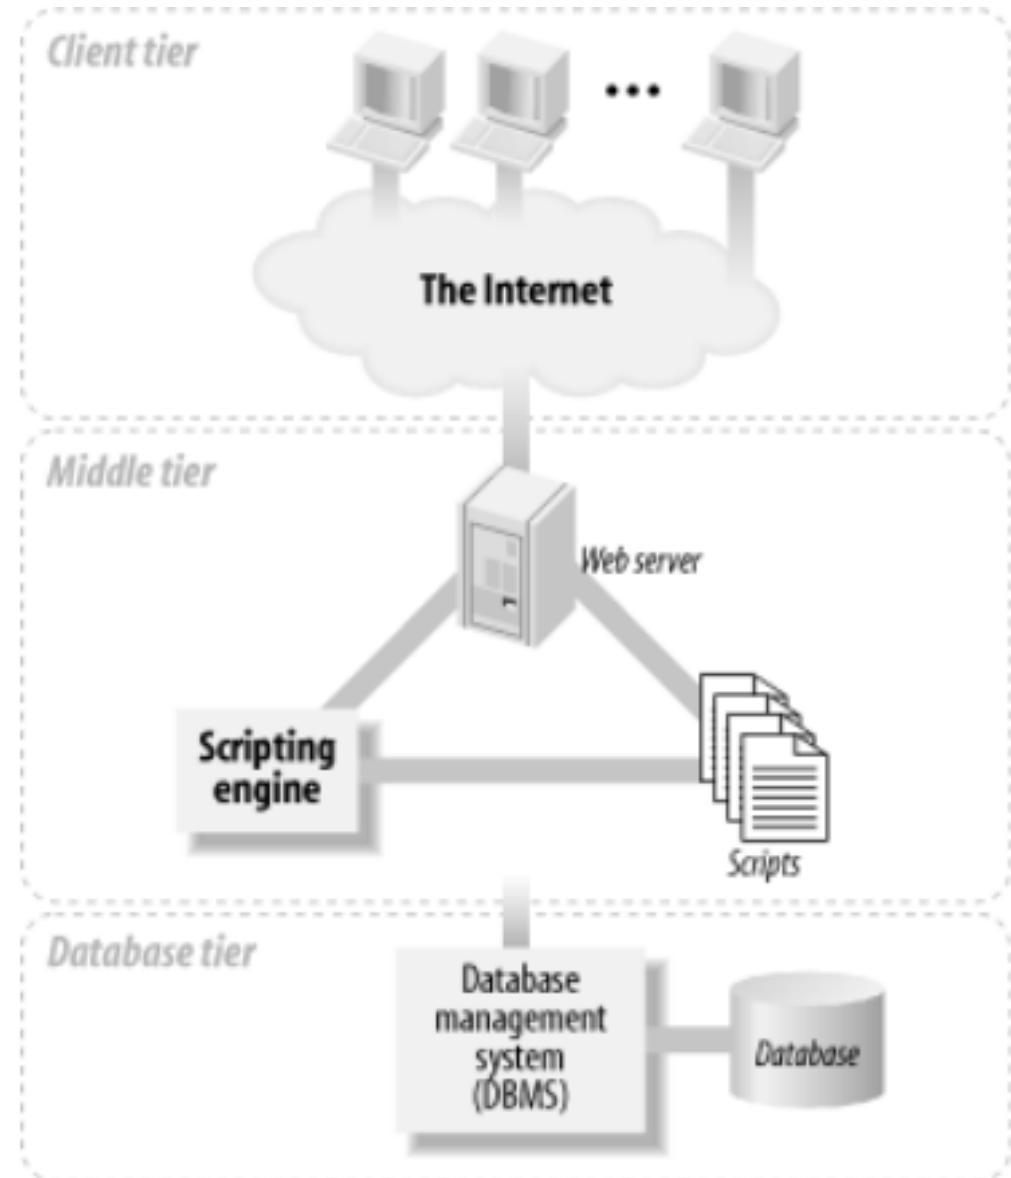 Client tier
The Internet
Middle tier
Web server
Scripting
engine
Scripts
Database tier
Database
management
system
(DBMS)
Database